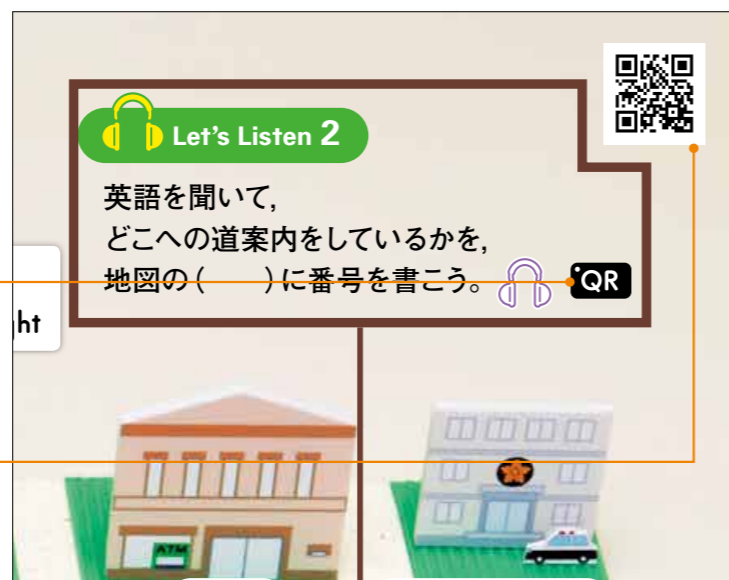 Let's Listen 2
英語を聞いて,
どこへの道案内をしているかを,
地図の(　　)に番号を書こう。 QR
ht
ATM